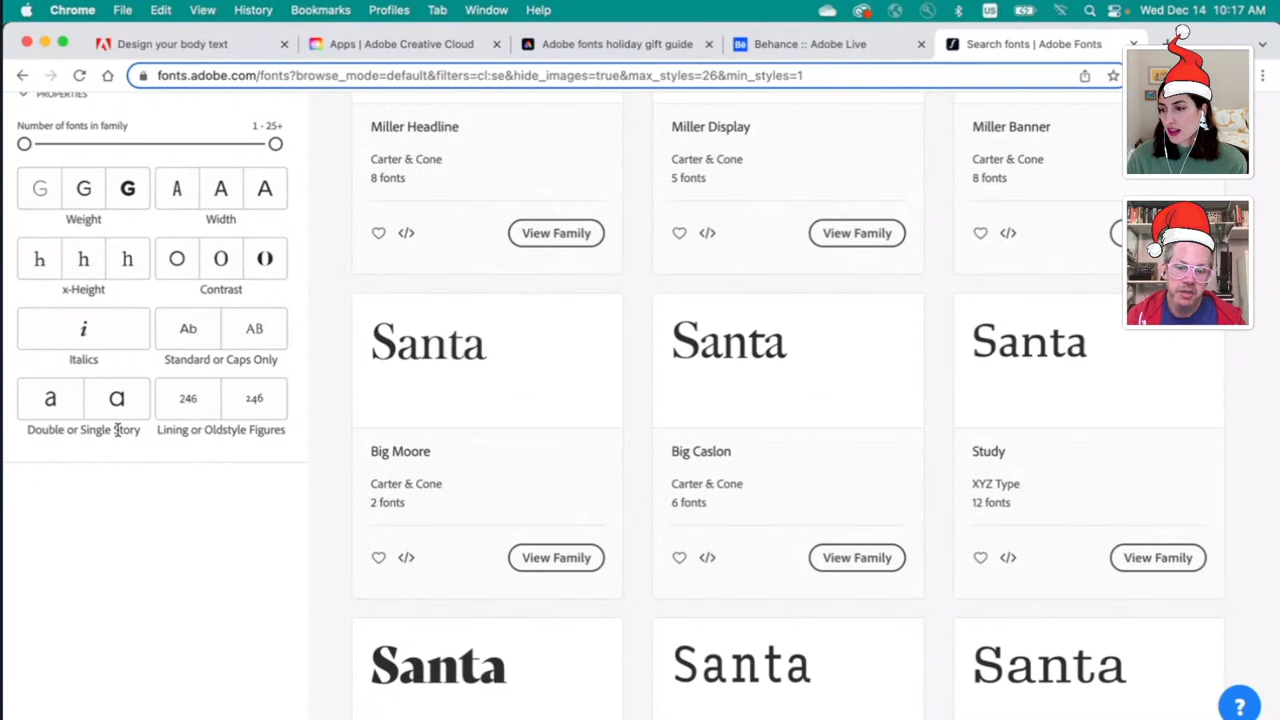 Chrome File Edit View History Bookmarks Profiles Tab Window Help US Wed Dec 14 10:17 AM
Design your body text Apps | Adobe Creative Cloud Adobe fonts holiday gift guide Behance :: Adobe Live Search fonts | Adobe Fonts
fonts.adobe.com/fonts?browse_mode=default&filters=cl:se&hide_images=true&max_styles=26&min_styles=1
PROPERTIES
Number of fonts in family 1 - 25+
G G G A A A
Weight Width
h h h O O O
x-Height Contrast
i Ab AB
Italics Standard or Caps Only
a a 246 246
Double or Single Story Lining or Oldstyle Figures
Miller Headline Miller Display Miller Banner
Carter & Cone Carter & Cone Carter & Cone
8 fonts 5 fonts 8 fonts
</> View Family </> View Family </>
Santa Santa Santa
Big Moore Big Caslon Study
Carter & Cone Carter & Cone XYZ Type
2 fonts 6 fonts 12 fonts
</> View Family </> View Family </> View Family
Santa Santa Santa
?